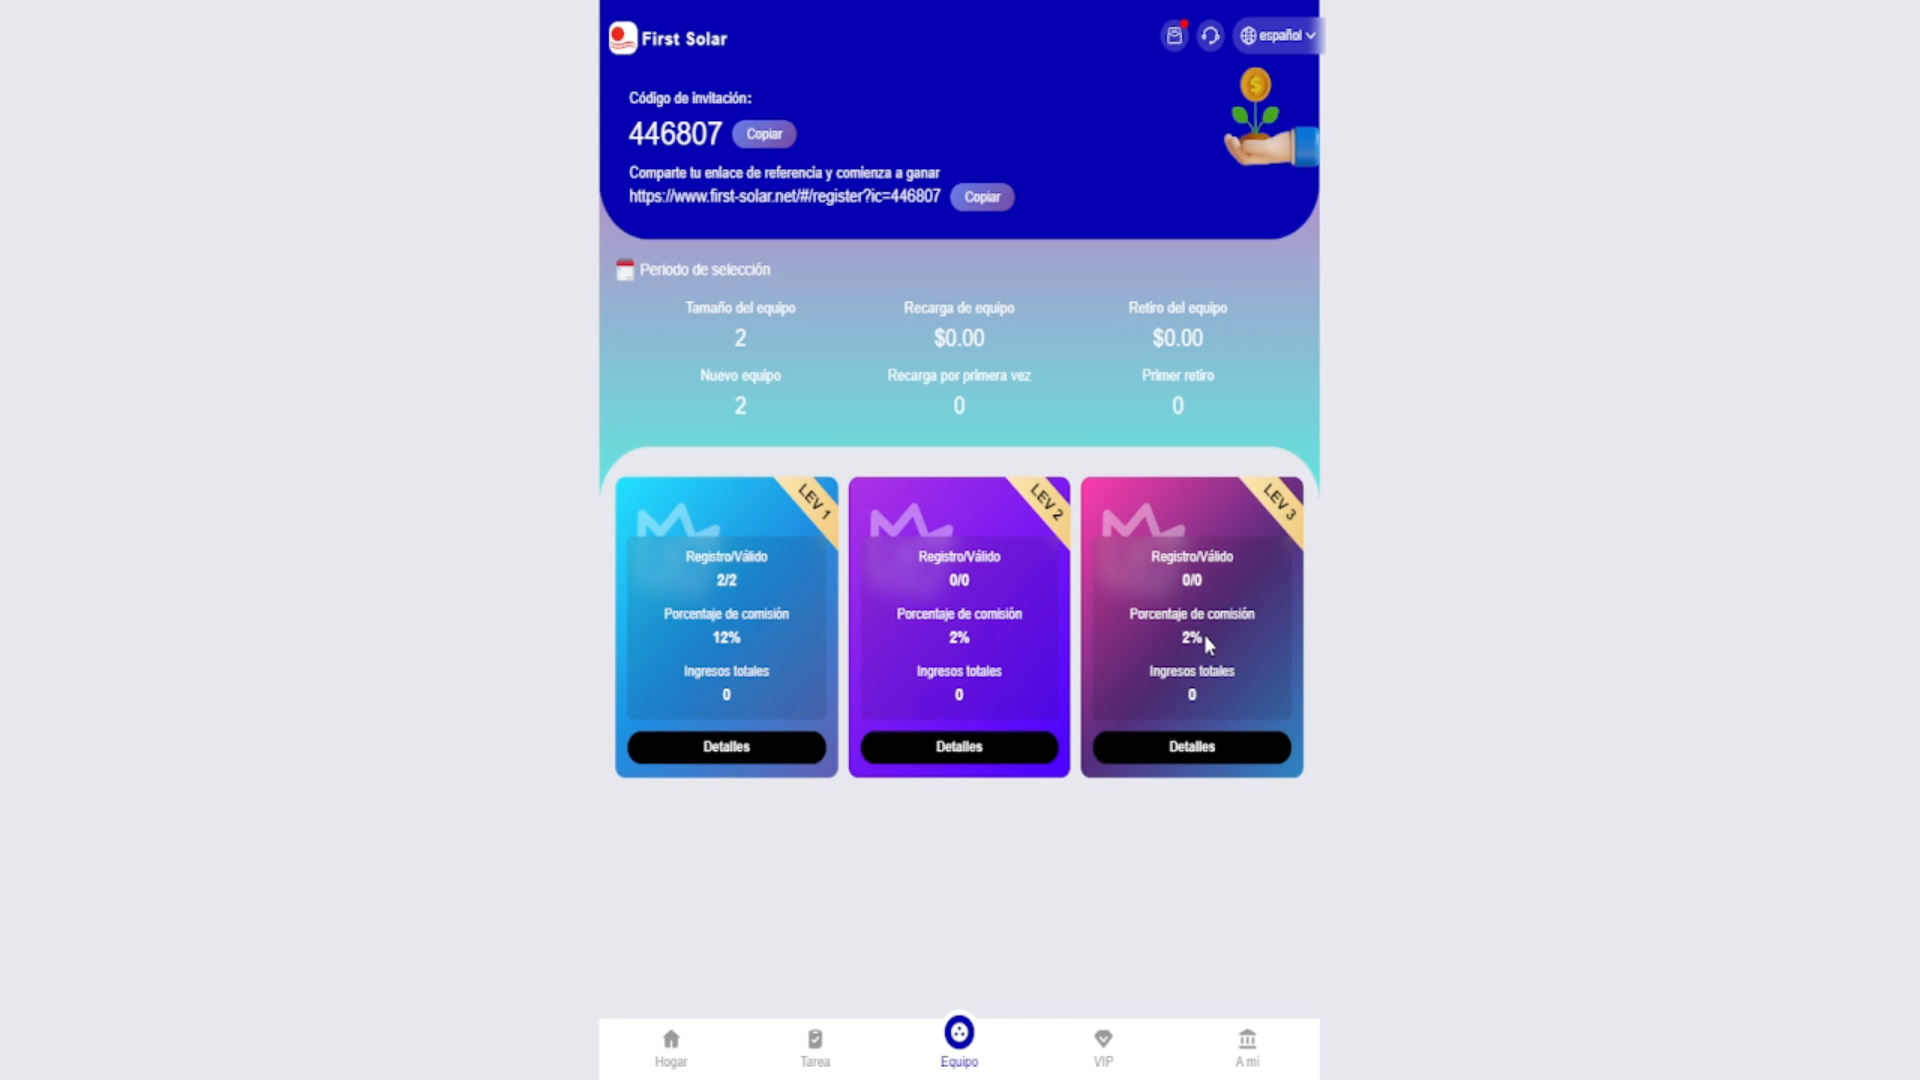 First Solar
español
Código de invitación:
446807 Copiar
Comparte tu enlace de referencia y comienza a ganar
https://www.first-solar.net/#/register?ic=446807 Copiar
Periodo de selección
Tamaño del equipo Recarga de equipo Retiro del equipo
2 $0.00 $0.00
Nuevo equipo Recarga por primera vez Primer retiro
2 0 0
LEV 1 LEV 2 LEV 3
Registro/Válido Registro/Válido Registro/Válido
2/2 0/0 0/0
Porcentaje de comisión Porcentaje de comisión Porcentaje de comisión
12% 2% 2%
Ingresos totales Ingresos totales Ingresos totales
0 0 0
Detalles Detalles Detalles
Hogar Tarea Equipo VIP A mí